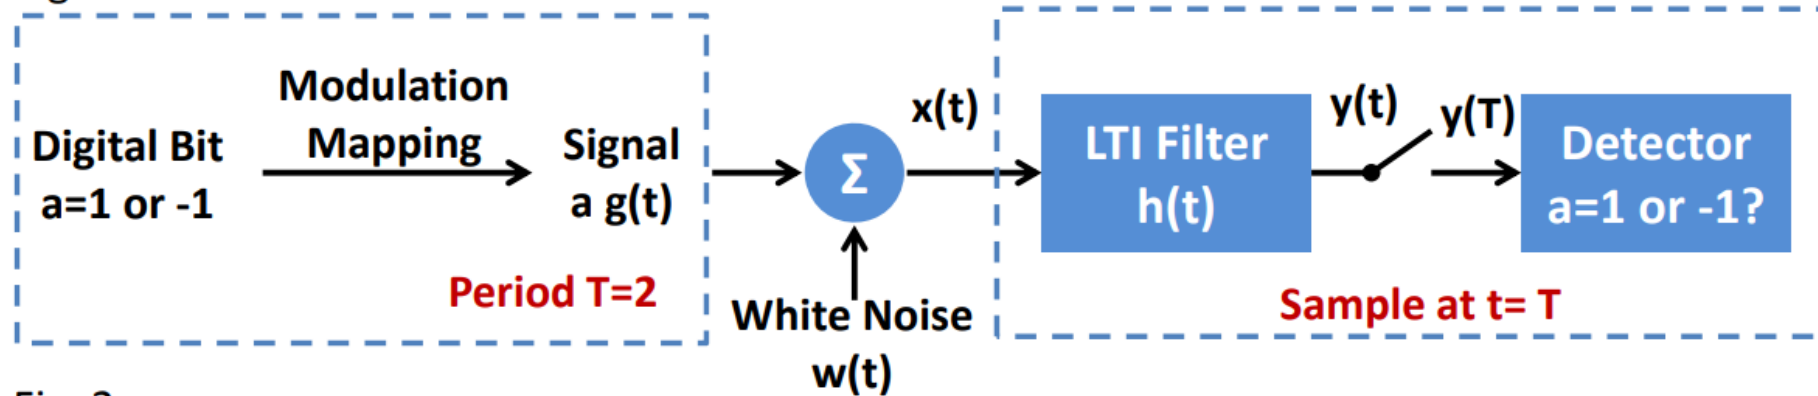 Modulation
Mapping
Digital Bit
a=1 or -1
Signal
a g(t)
Period T=2
Σ
White Noise
w(t)
x(t)
LTI Filter
h(t)
y(t)
y(T)
Detector
a=1 or -1?
Sample at t= T